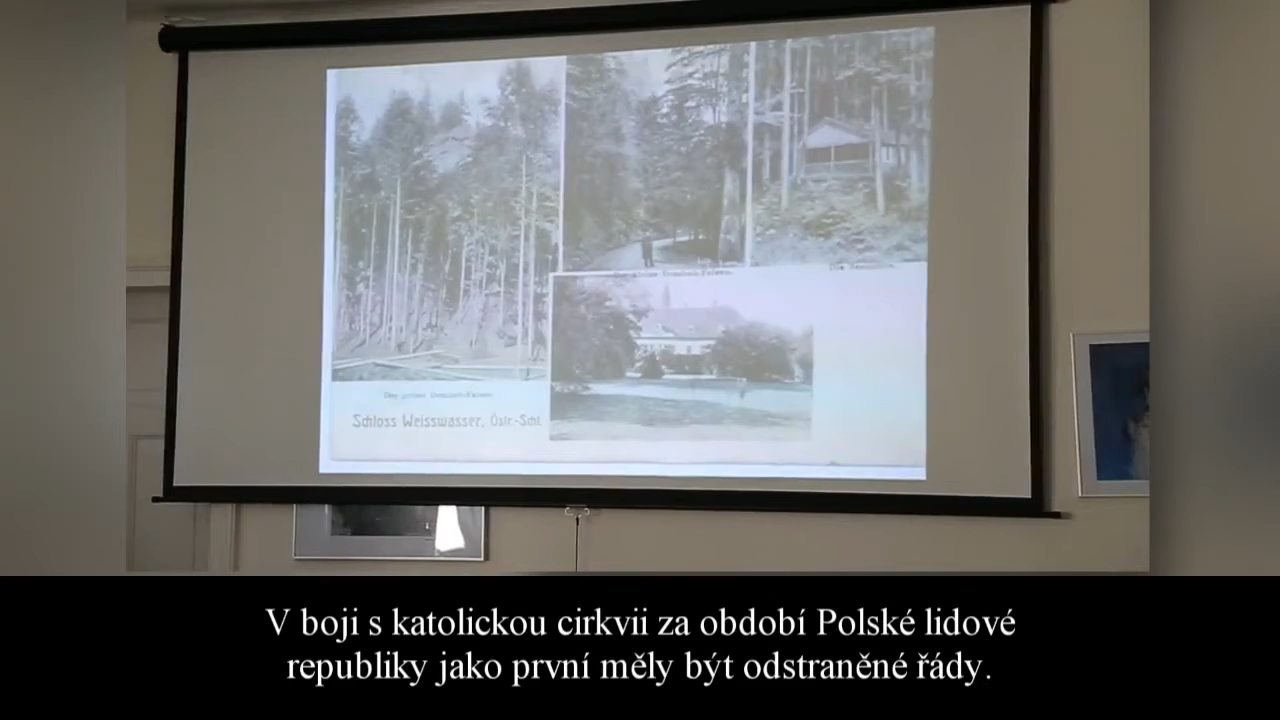 Schloss Weisswasser, Östr.-Schl.
V boji s katolickou cirkvii za období Polské lidové
republiky jako první měly být odstraněné řády.